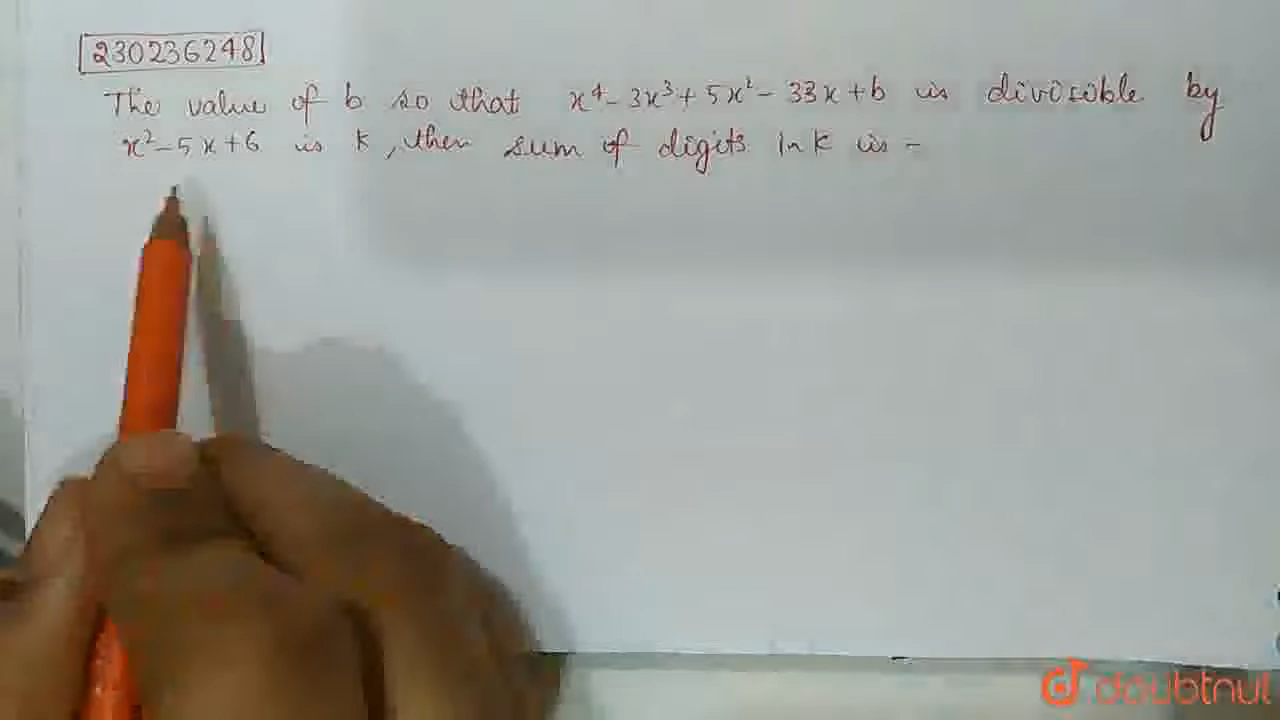 230236248
The value of b so that x⁴- 3x³+ 5x²- 33x + b is divisible by
x²- 5x+6 is k, then sum of digits in k is -
doubtnut